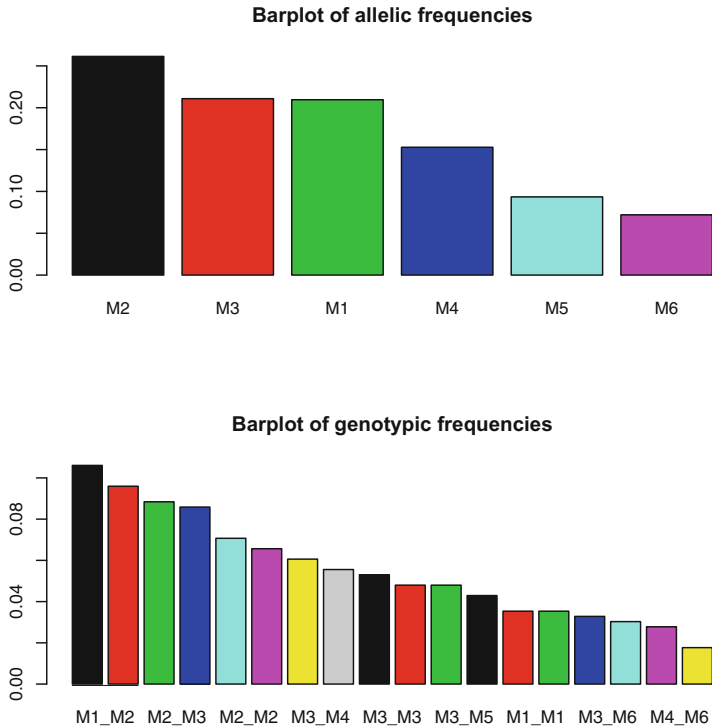 Barplot of allelic frequencies
0.20
0.10
0.00
M2 M3 M1 M4 M5 M6
Barplot of genotypic frequencies
0.08
0.04
0.00
M1_M2 M2_M3 M2_M2 M3_M4 M3_M3 M3_M5 M1_M1 M3_M6 M4_M6